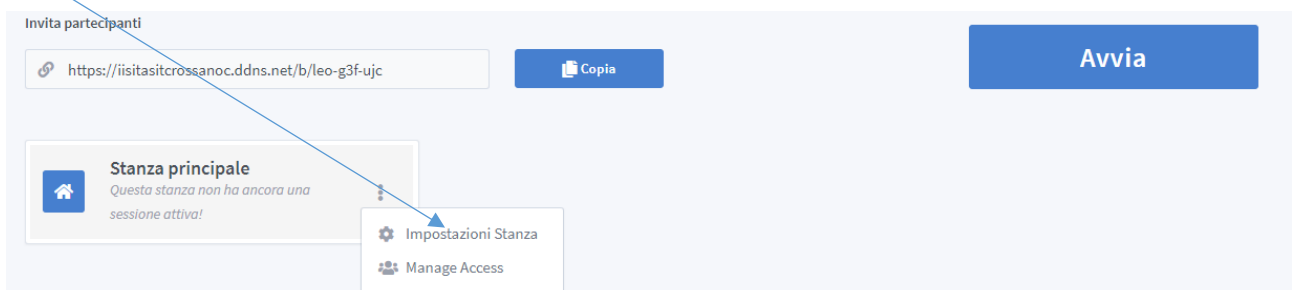 Invita partecipanti
https://iisitasitcrossanoc.ddns.net/b/leo-g3f-ujc
Copia
Avvia
Stanza principale
Questa stanza non ha ancora una
sessione attiva!
Impostazioni Stanza
Manage Access